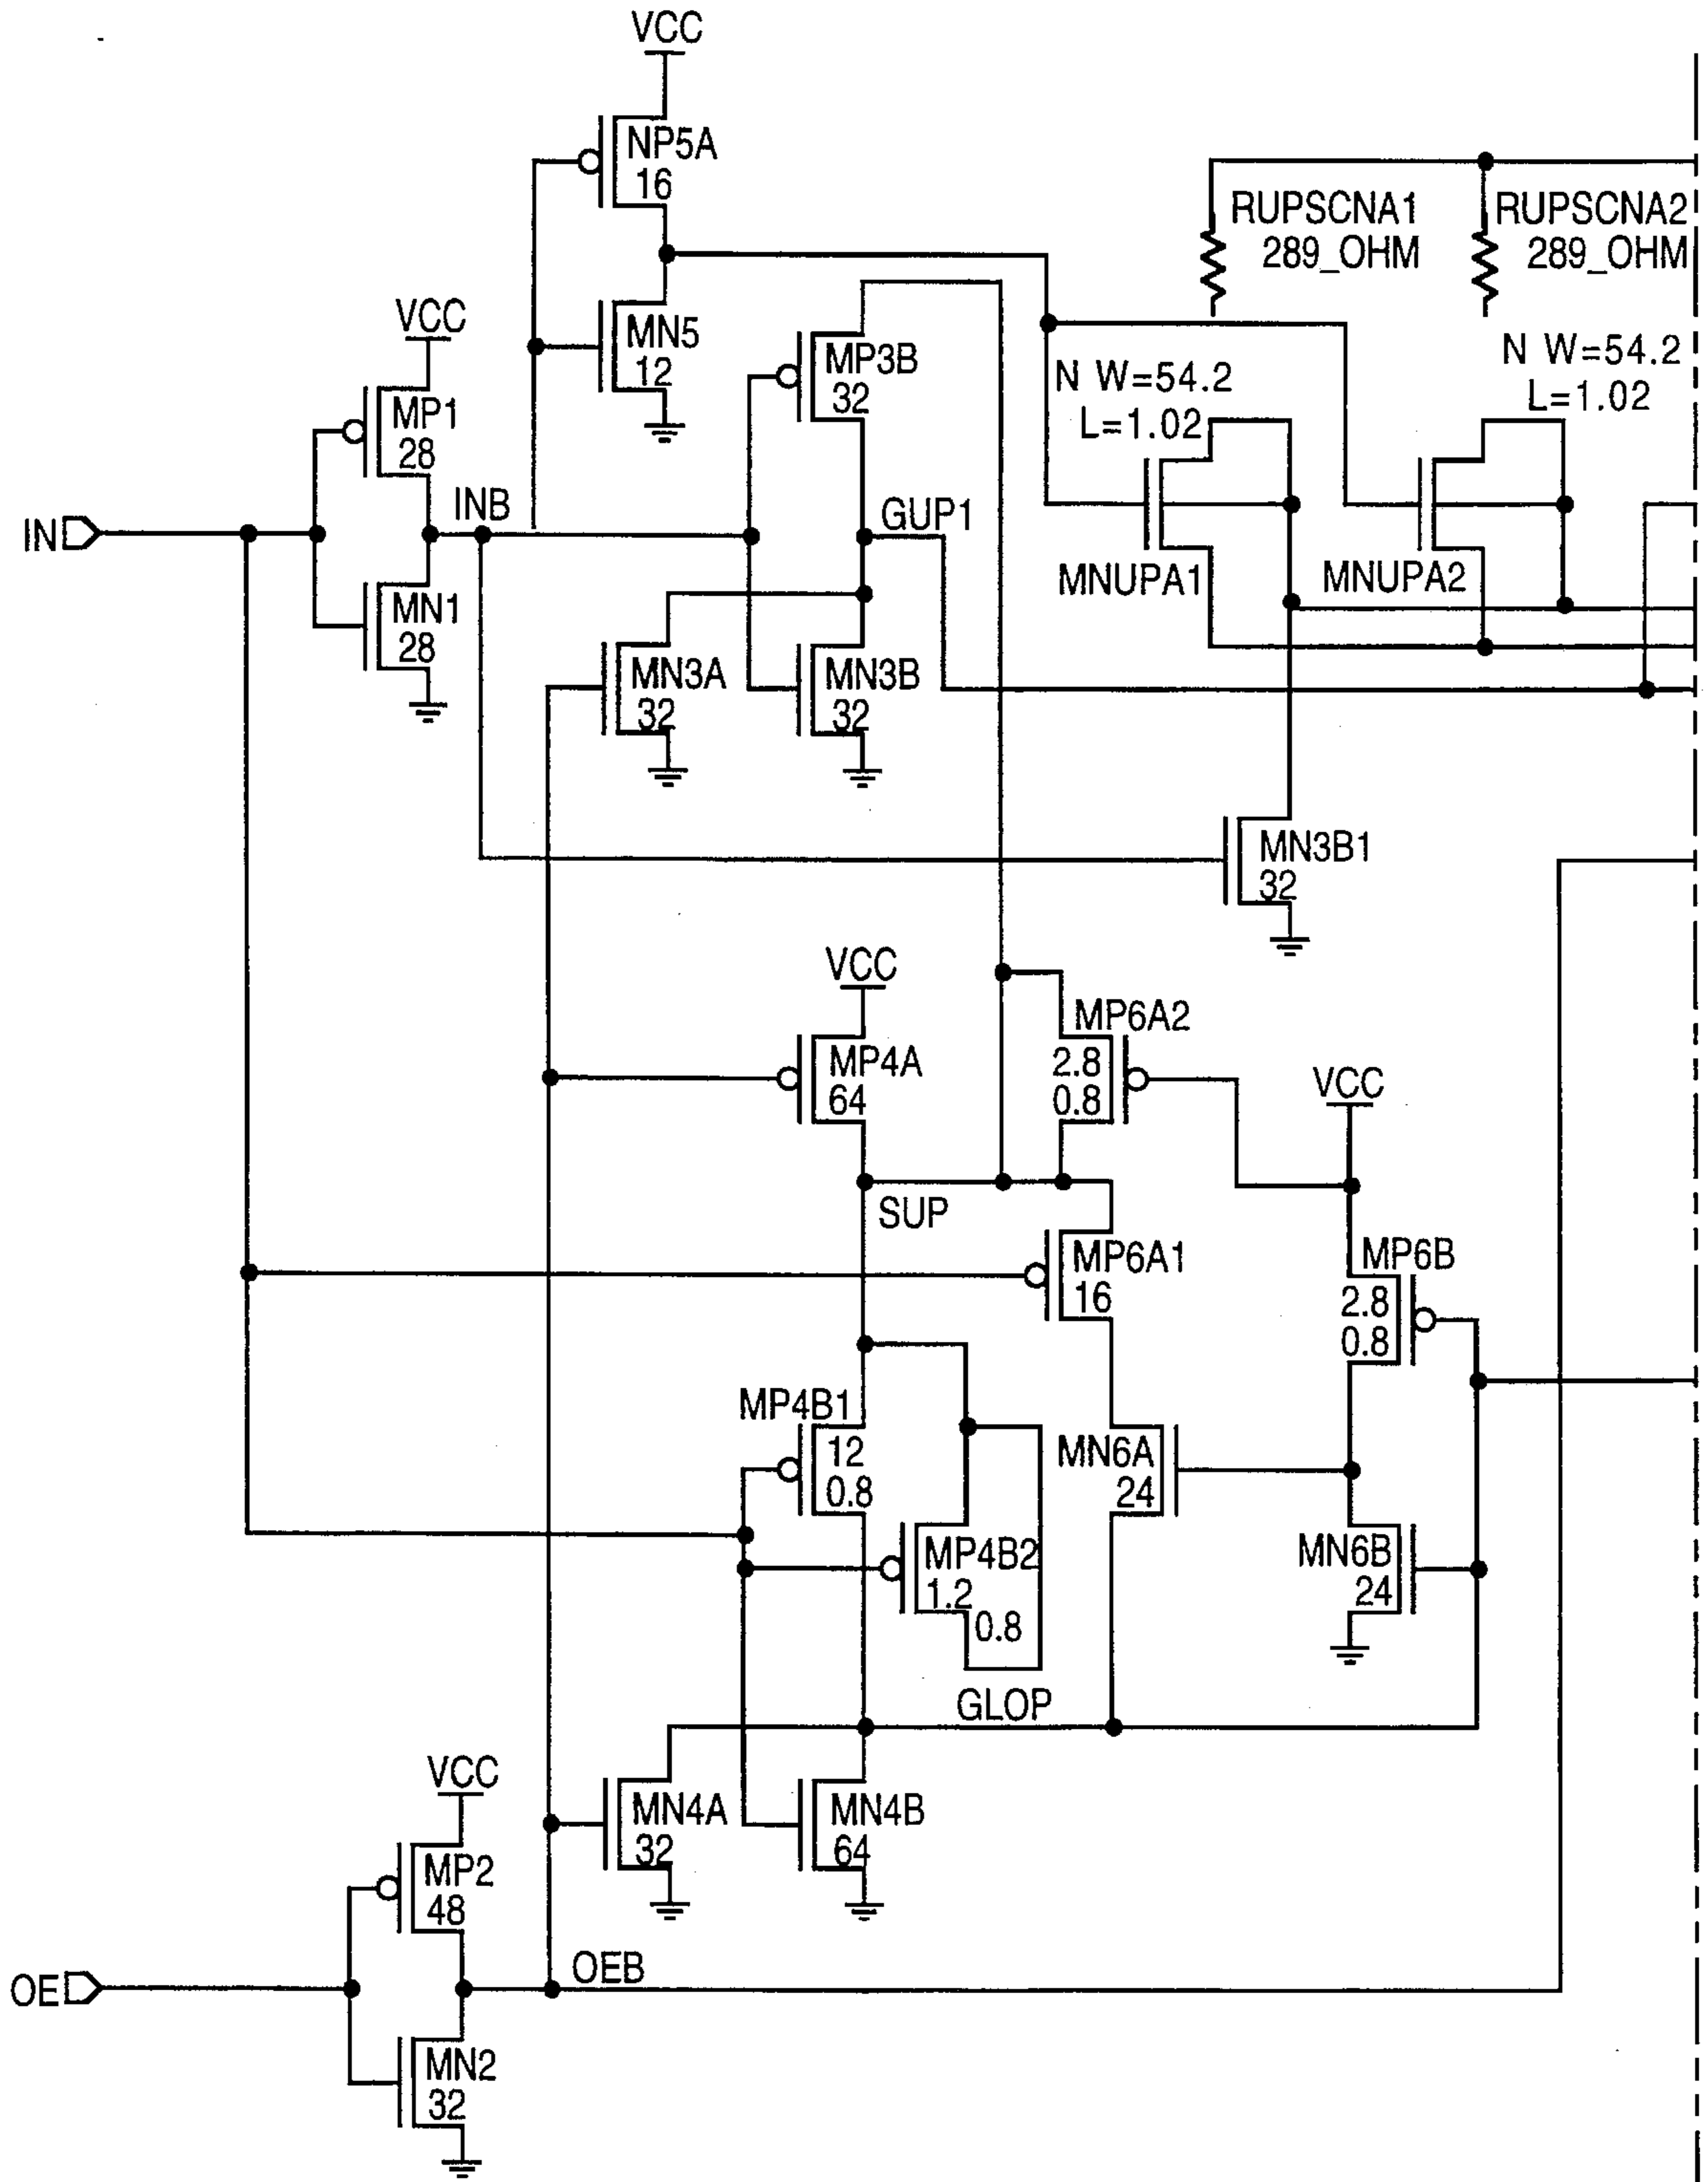 VCC
NP5A
16
RUPSCNA1
289_OHM
RUPSCNA2
289_OHM
VCC
MN5
12
MP3B
32
N W=54.2
L=1.02
N W=54.2
L=1.02
MP1
28
IN
INB
GUP1
MNUPA1
MNUPA2
MN1
28
MN3A
32
MN3B
32
MN3B1
32
VCC
MP4A
64
MP6A2
2.8
0.8
VCC
SUP
MP6A1
16
MP6B
2.8
0.8
MP4B1
12
0.8
MN6A
24
MP4B2
1.2
0.8
MN6B
24
GLOP
VCC
MN4A
32
MN4B
64
MP2
48
OE
OEB
MN2
32